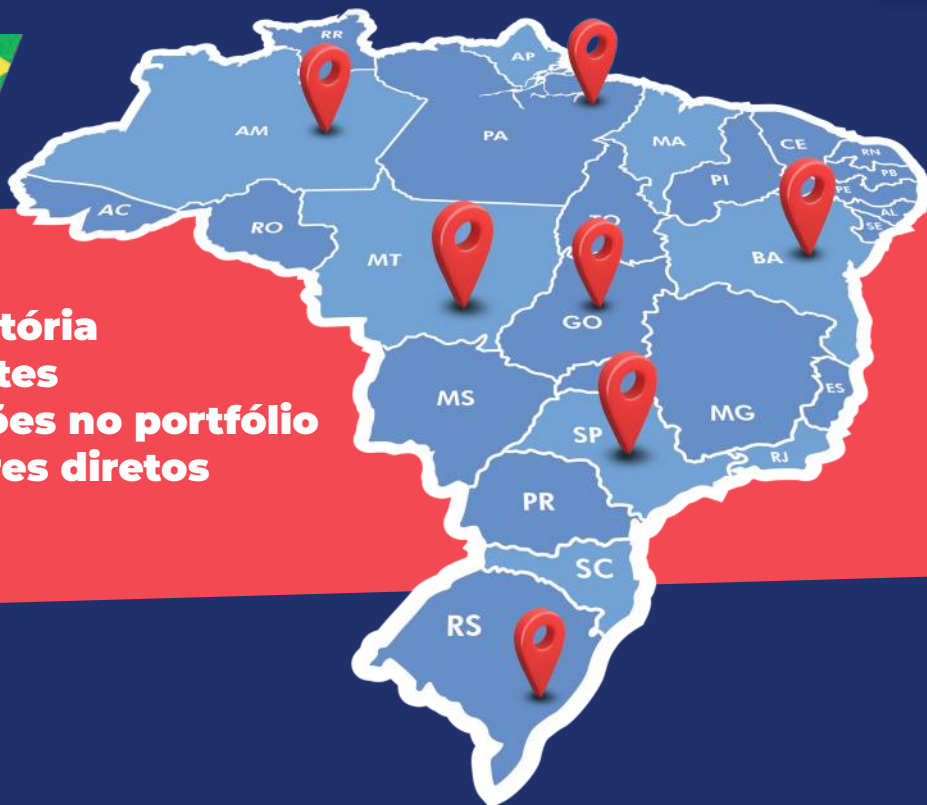 RR
AP
AM
PA
MA
CE
RN
PB
PI
PE
AC
AL
TO
SE
RO
MT
BA
GO
tória
tes
ões no portfólio
res diretos
MS
ES
MG
SP
RJ
PR
SC
RS